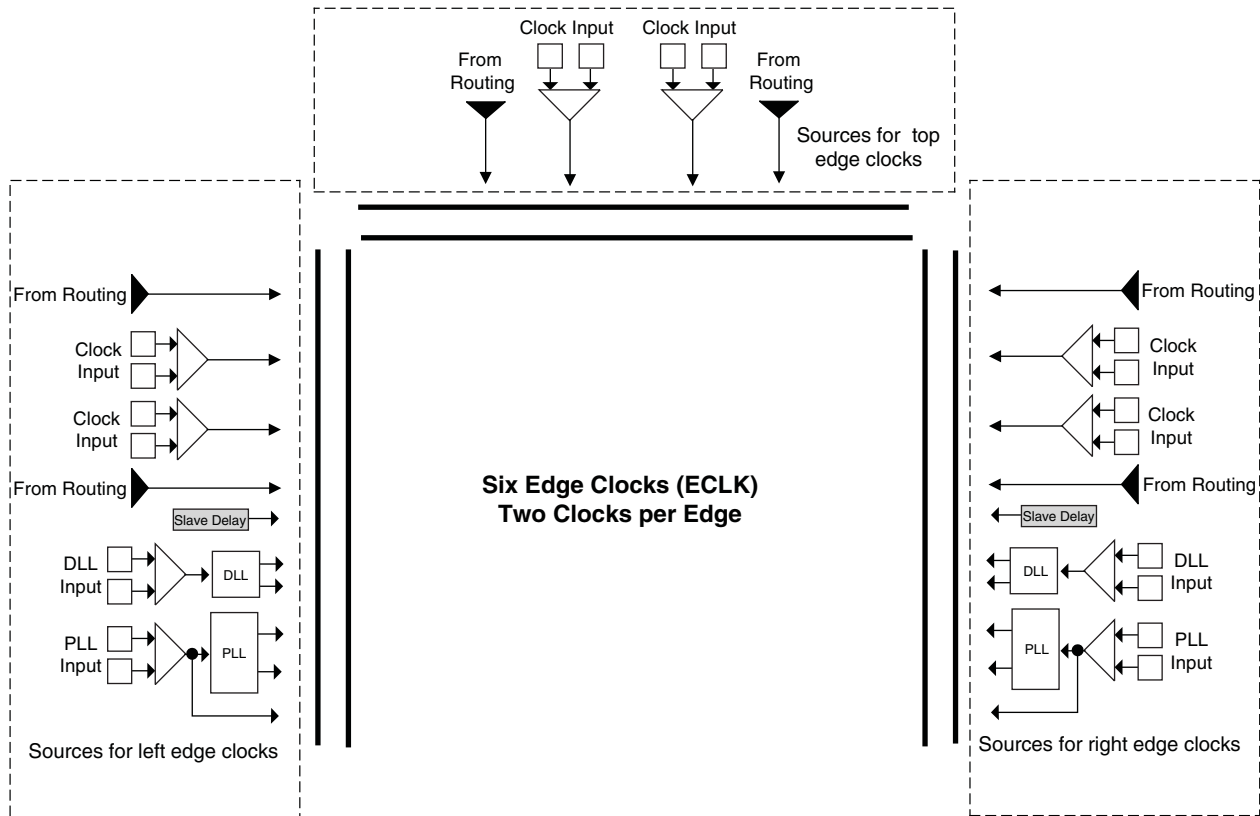 Clock Input
Clock Input
From
Routing
From
Routing
Sources for top
edge clocks
From Routing
Clock
Input
Clock
Input
From Routing
Slave Delay
DLL
Input
DLL
PLL
Input
PLL
Sources for left edge clocks
Six Edge Clocks (ECLK)
Two Clocks per Edge
From Routing
Clock
Input
Clock
Input
From Routing
Slave Delay
DLL
DLL
Input
PLL
PLL
Input
Sources for right edge clocks